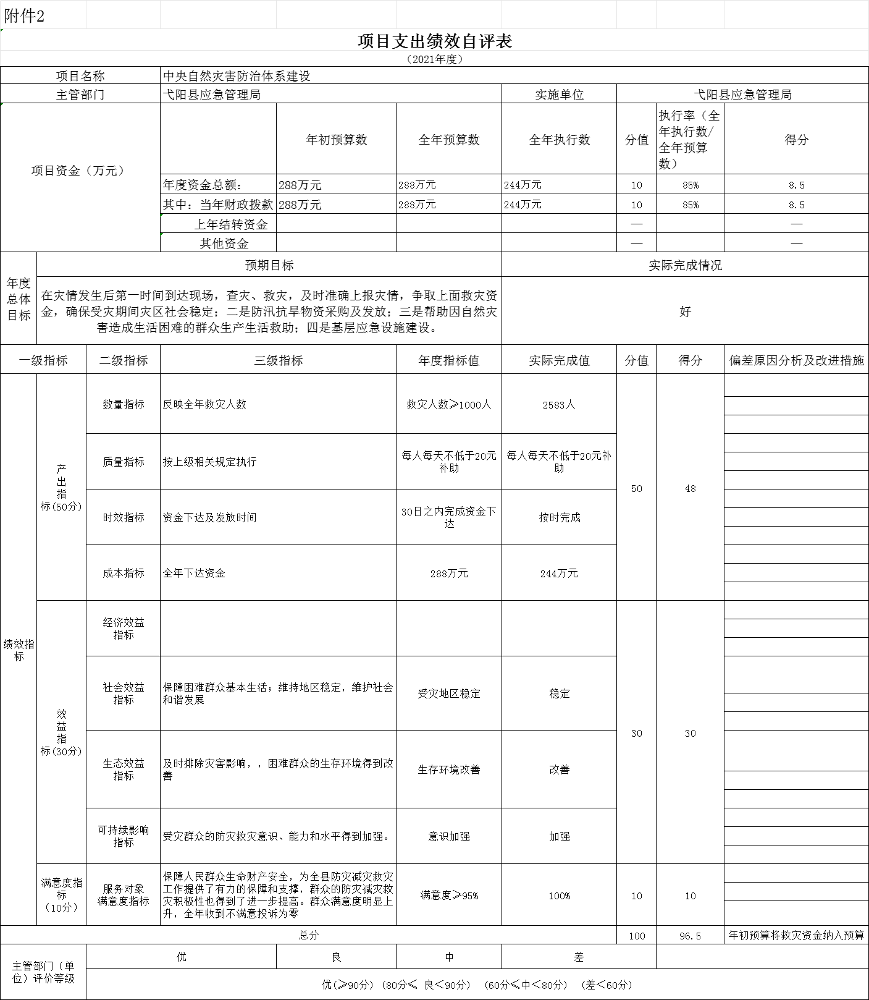 附件2
项目支出绩效自评表
（2021年度）
项目名称 中央自然灾害防治体系建设
主管部门 弋阳县应急管理局 实施单位 弋阳县应急管理局
项目资金（万元） 年初预算数 全年预算数 全年执行数 分值 执行率（全
年执行数/
全年预算
数） 得分
年度资金总额： 288万元 288万元 244万元 10 85% 8.5
其中：当年财政拨款 288万元 288万元 244万元 10 85% 8.5
上年结转资金 — —
其他资金 — —
年度
总体
目标
预期目标 实际完成情况
在灾情发生后第一时间到达现场，查灾、救灾，及时准确上报灾情，争取上面救灾资
金，确保受灾期间灾区社会稳定；二是防汛抗旱物资采购及发放；三是帮助因自然灾
害造成生活困难的群众生产生活救助；四是基层应急设施建设。
好
一级指标 二级指标 三级指标 年度指标值 实际完成值 分值 得分 偏差原因分析及改进措施
绩效指
标
产
出
指
标(50分)
数量指标 反映全年救灾人数 救灾人数≥1000人 2583人
质量指标 按上级相关规定执行 每人每天不低于20元
补助 每人每天不低于20元补
助
50 48
时效指标 资金下达及发放时间 30日之内完成资金下
达 按时完成
成本指标 全年下达资金 288万元 244万元
效
益
指
标(30分)
经济效益
指标
社会效益
指标 保障困难群众基本生活；维持地区稳定，维护社会
和谐发展 受灾地区稳定 稳定
30 30
生态效益
指标 及时排除灾害影响，，困难群众的生存环境得到改
善 生存环境改善 改善
可持续影响
指标 受灾群众的防灾救灾意识、能力和水平得到加强。 意识加强 加强
满意度指
标
（10分）
服务对象
满意度指标
保障人民群众生命财产安全，为全县防灾减灾救灾
工作提供了有力的保障和支撑，群众的防灾减灾救
灾积极性也得到了进一步提高。群众满意度明显上
升，全年收到不满意投诉为零
满意度≥95% 100% 10 10
总分 100 96.5 年初预算将救灾资金纳入预算
主管部门（单
位）评价等级
优 良 中 差
优(≥90分) (80分≤ 良＜90分) (60分≤中＜80分) (差＜60分)